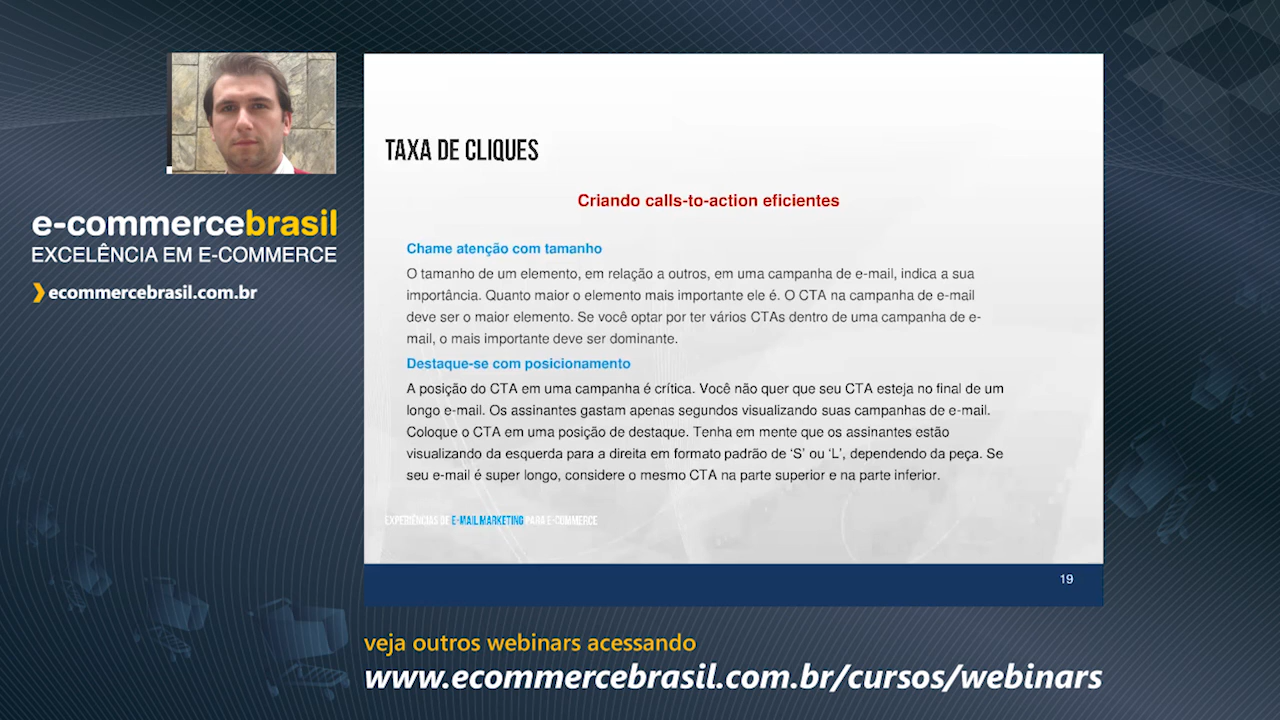 e-commercebrasil
EXCELÊNCIA EM E-COMMERCE
ecommercebrasil.com.br
TAXA DE CLIQUES
Criando calls-to-action eficientes
Chame atenção com tamanho
O tamanho de um elemento, em relação a outros, em uma campanha de e-mail, indica a sua
importância. Quanto maior o elemento mais importante ele é. O CTA na campanha de e-mail
deve ser o maior elemento. Se você optar por ter vários CTAs dentro de uma campanha de e-
mail, o mais importante deve ser dominante.
Destaque-se com posicionamento
A posição do CTA em uma campanha é crítica. Você não quer que seu CTA esteja no final de um
longo e-mail. Os assinantes gastam apenas segundos visualizando suas campanhas de e-mail.
Coloque o CTA em uma posição de destaque. Tenha em mente que os assinantes estão
visualizando da esquerda para a direita em formato padrão de ‘S’ ou ‘L’, dependendo da peça. Se
seu e-mail é super longo, considere o mesmo CTA na parte superior e na parte inferior.
EXPERIÊNCIAS DE E-MAIL MARKETING PARA E-COMMERCE
19
veja outros webinars acessando
www.ecommercebrasil.com.br/cursos/webinars